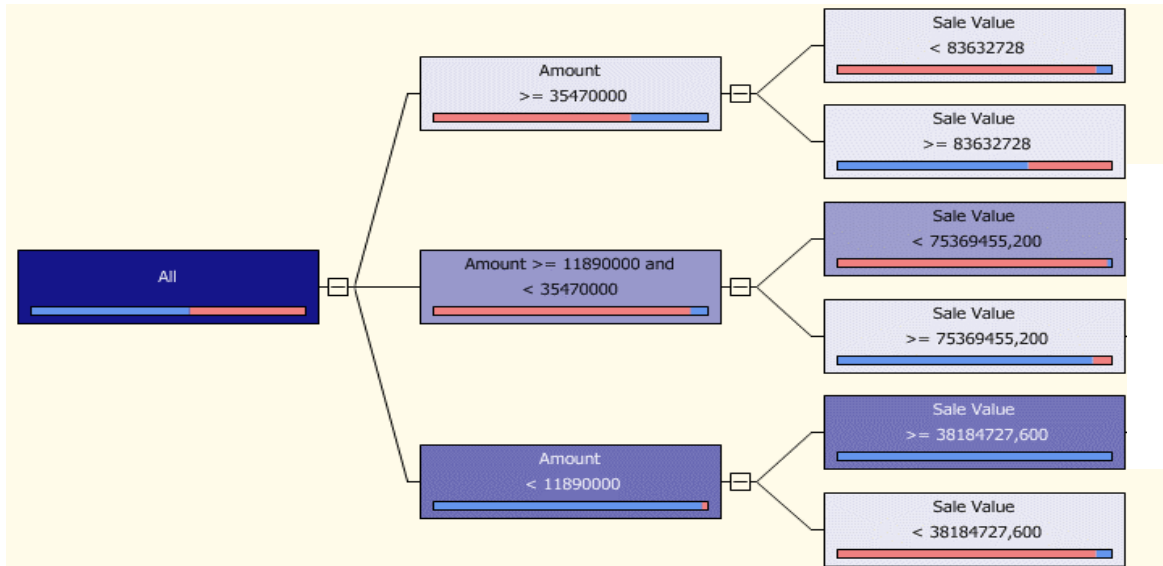 All
Amount
>= 35470000
Sale Value
< 83632728
Sale Value
>= 83632728
Amount >= 11890000 and
< 35470000
Sale Value
< 75369455,200
Sale Value
>= 75369455,200
Amount
< 11890000
Sale Value
>= 38184727,600
Sale Value
< 38184727,600